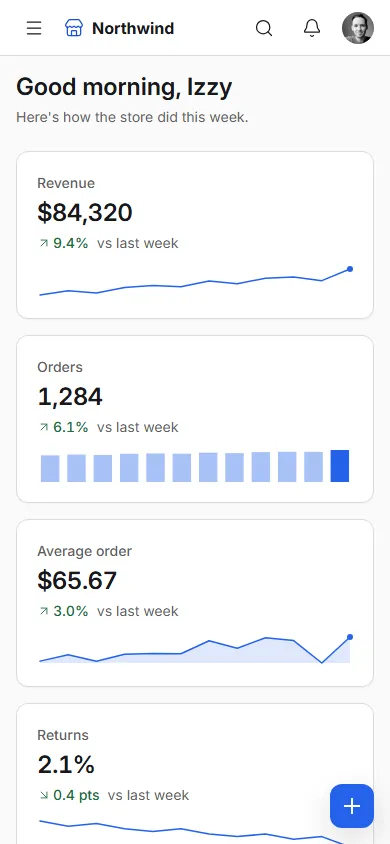 Northwind
Good morning, Izzy
Here's how the store did this week.
Revenue
$84,320
9.4% vs last week
Orders
1,284
6.1% vs last week
Average order
$65.67
3.0% vs last week
Returns
2.1%
0.4 pts vs last week